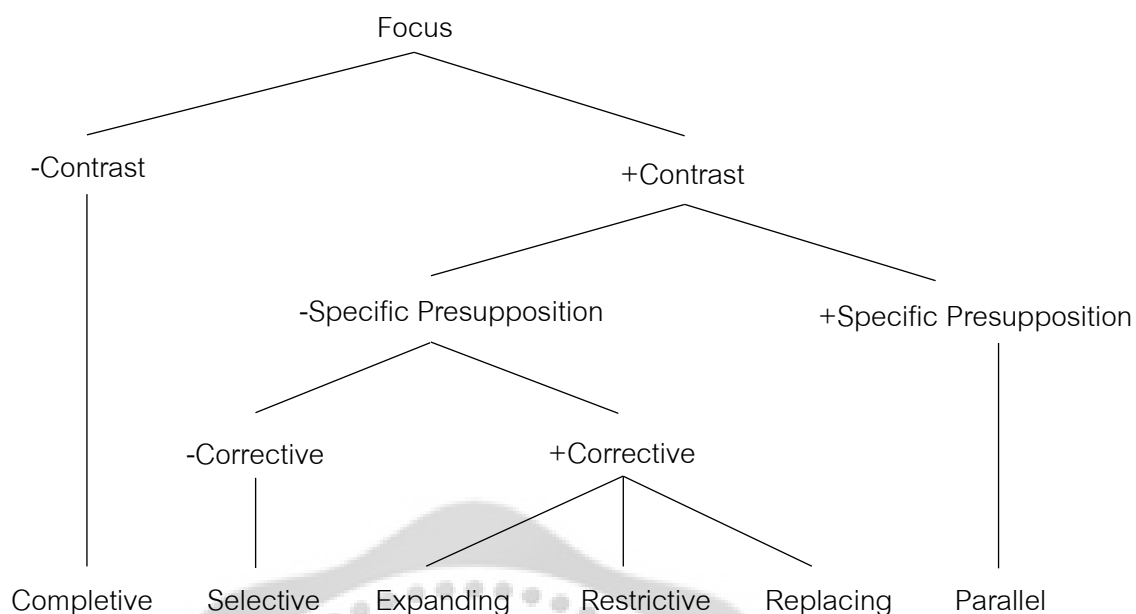 Focus
-Contrast
+Contrast
-Specific Presupposition
+Specific Presupposition
-Corrective
+Corrective
Completive Selective Expanding Restrictive Replacing Parallel